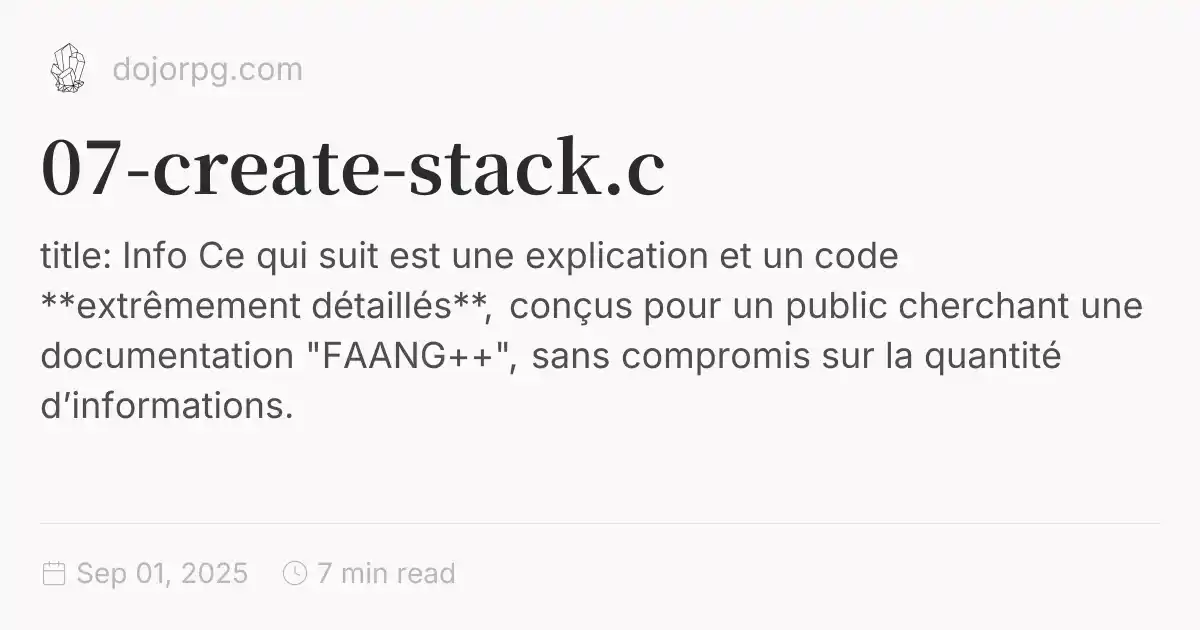 dojorpg.com
07-create-stack.c
title: Info Ce qui suit est une explication et un code
**extrêmement détaillés**, conçus pour un public cherchant une
documentation "FAANG++", sans compromis sur la quantité
d’informations.
Sep 01, 2025 7 min read